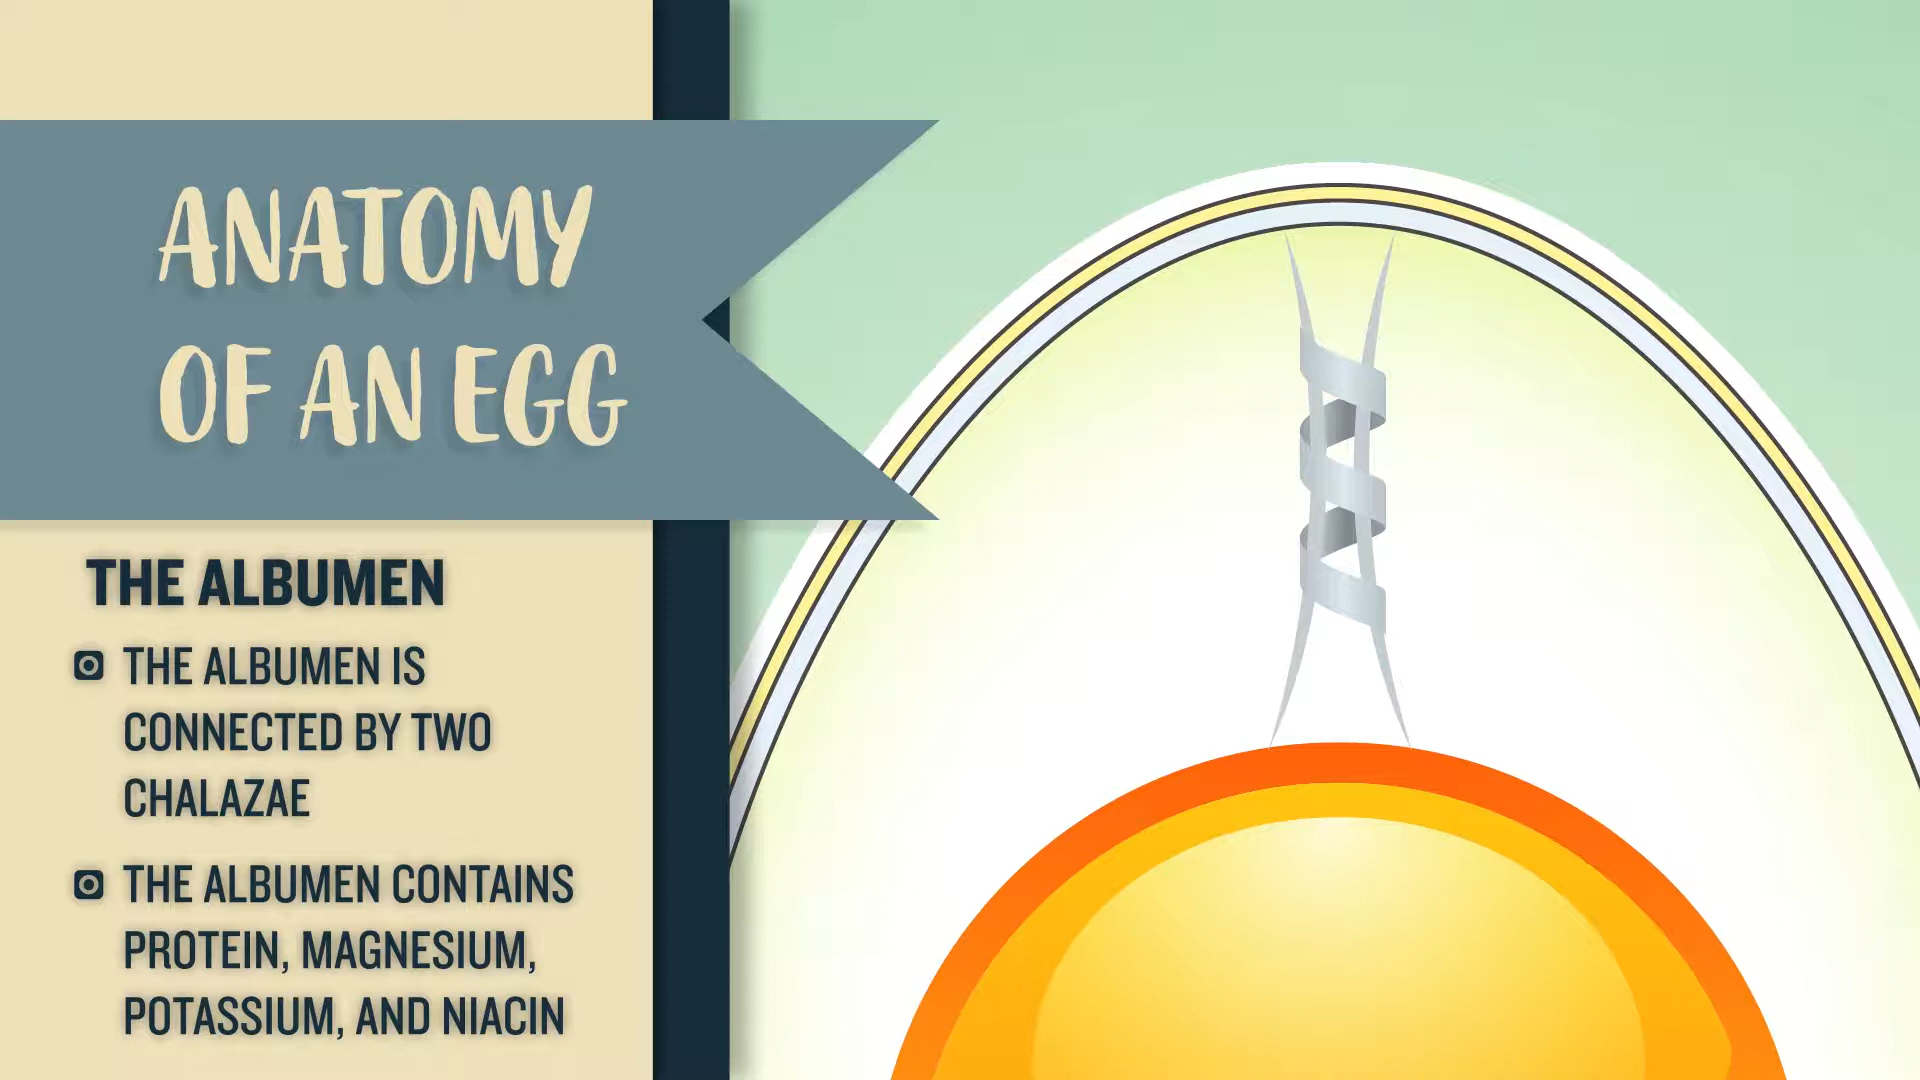 ANATOMY
OF AN EGG
THE ALBUMEN
THE ALBUMEN IS
CONNECTED BY TWO
CHALAZAE
THE ALBUMEN CONTAINS
PROTEIN, MAGNESIUM,
POTASSIUM, AND NIACIN